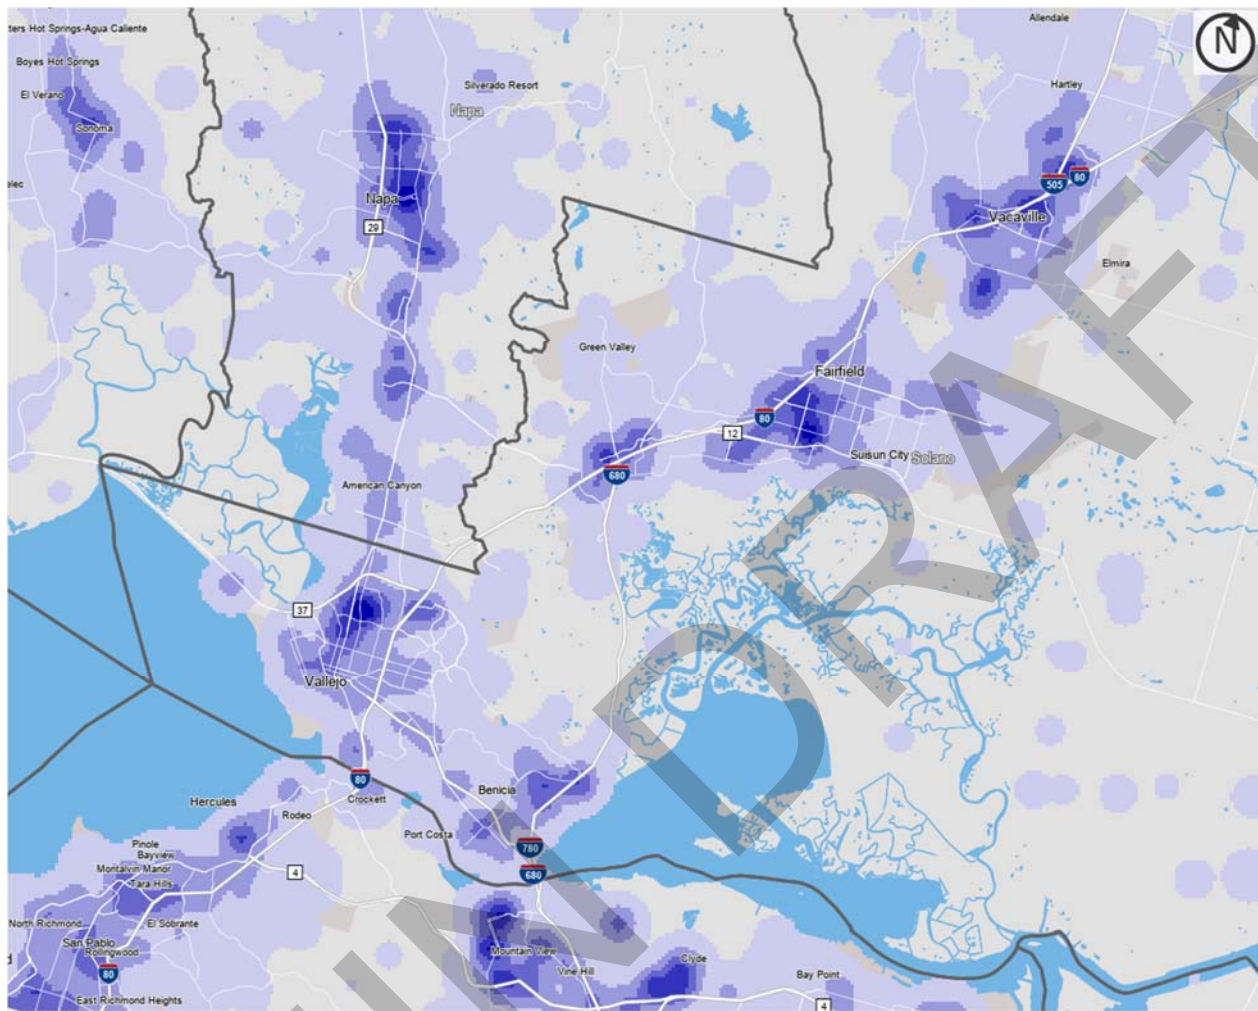 Allendale
ters Hot Springs-Agua Caliente
N
Boyes Hot Springs
Silverado Resort
Hartley
El Verano
Napa
Sonoma
505
80
elec
Napa
Vacaville
29
Elmira
Green Valley
Fairfield
80
12
Suisun City
Solano
680
American Canyon
37
Vallejo
80
Benicia
Hercules
Crockett
Rodeo
Port Costa
Pinole
Bayview
780
Montalvin Manor
680
4
Tara Hills
North Richmond
El Sobrante
San Pablo
Rollingwood
Mountain View
d
Clyde
80
Vine Hill
Bay Point
East Richmond Heights
4
DRAFT